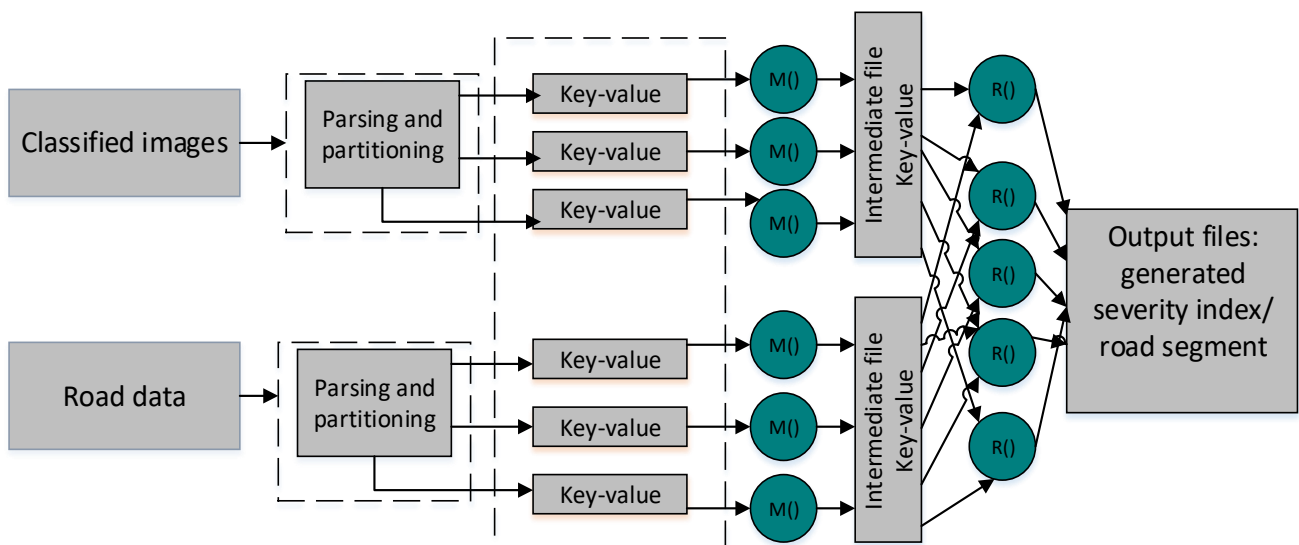 Classified images
Parsing and
partitioning
Key-value
Key-value
Key-value
M()
M()
M()
Intermediate file
Key-value
R()
R()
R()
R()
R()
Output files:
generated
severity index/
road segment
Road data
Parsing and
partitioning
Key-value
Key-value
Key-value
M()
M()
M()
Intermediate file
Key-value